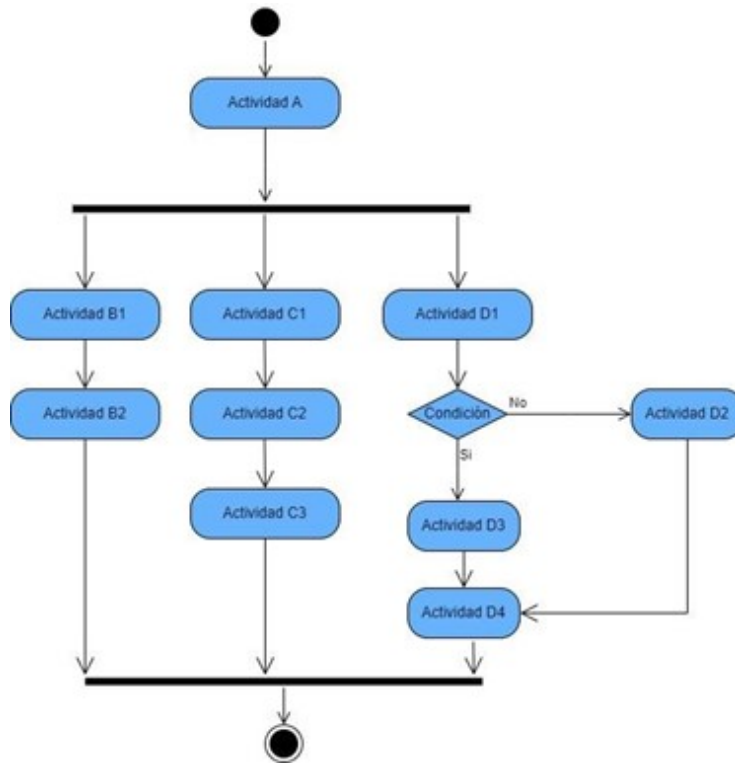 Actividad A
Actividad B1
Actividad C1
Actividad D1
Actividad B2
Actividad C2
Condición
No
Actividad D2
Si
Actividad C3
Actividad D3
Actividad D4